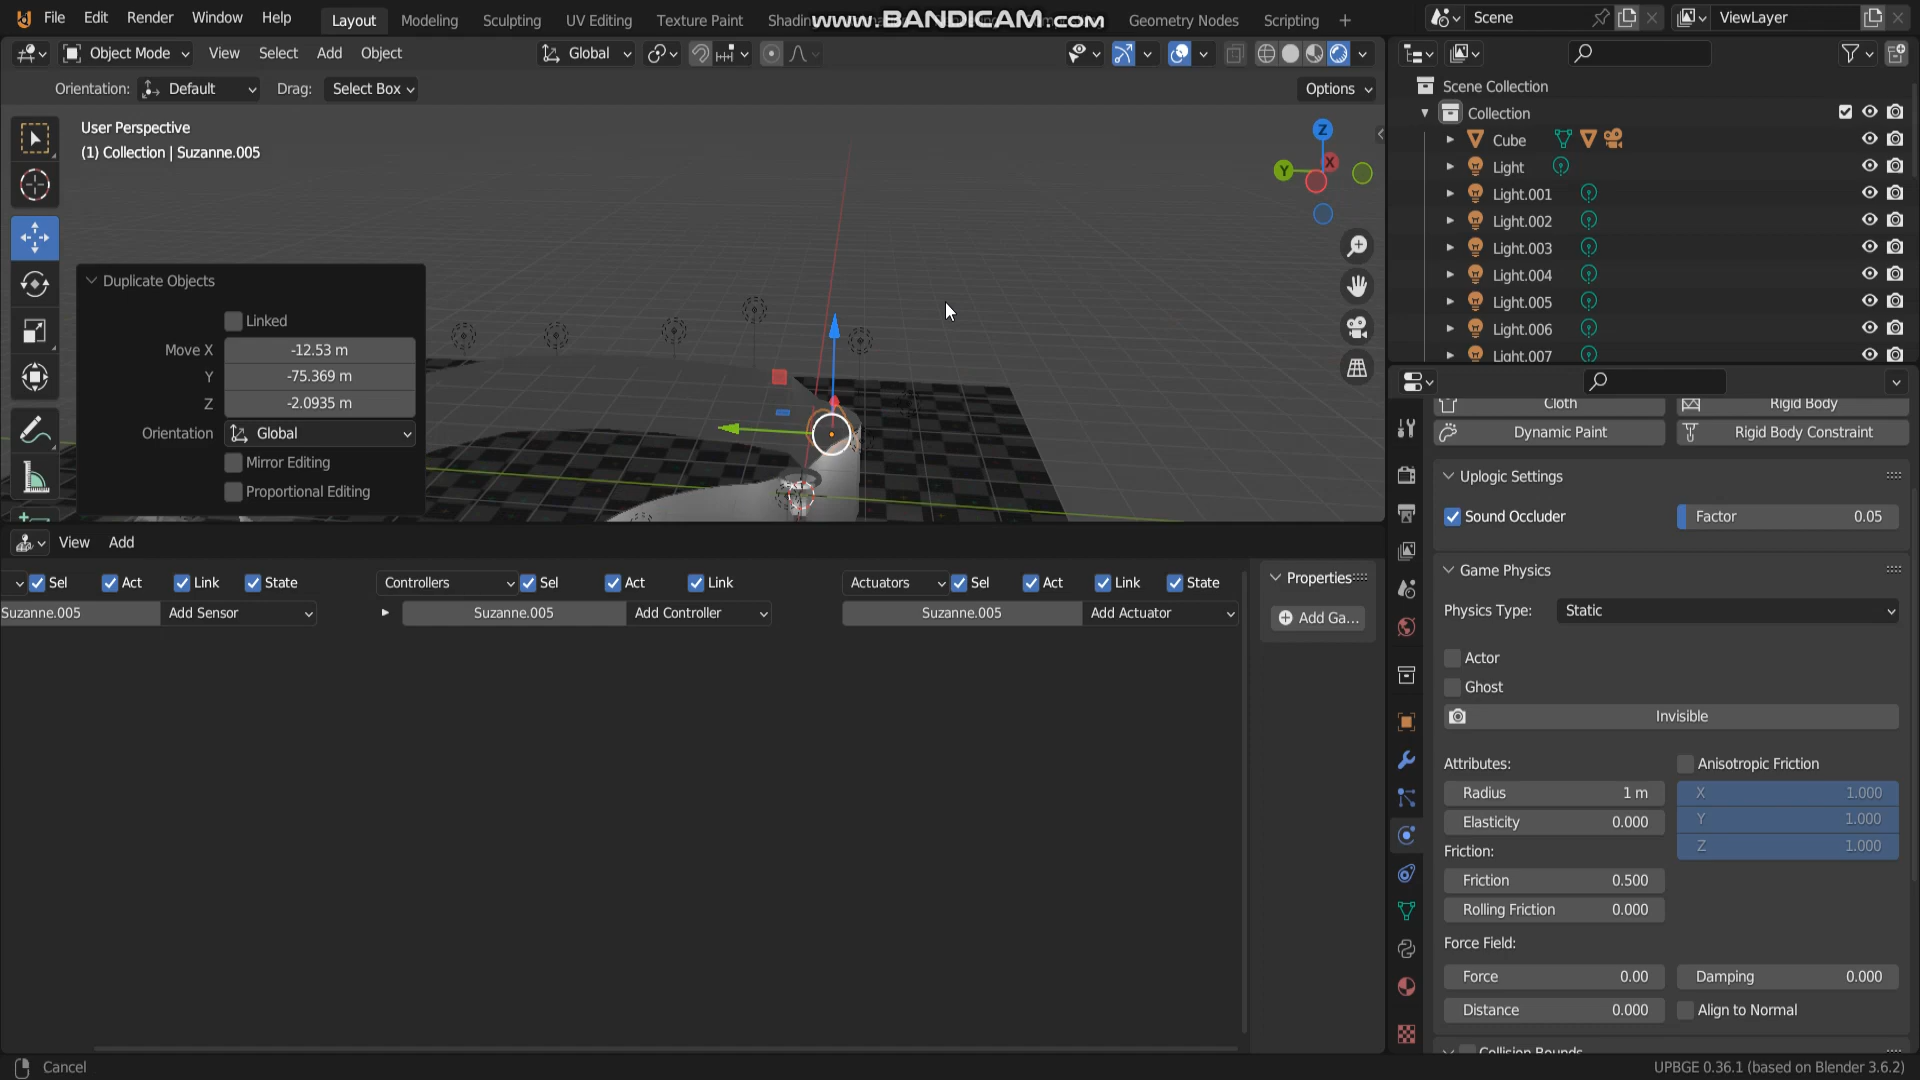 File Edit Render Window Help Layout Modeling Sculpting UV Editing Texture Paint Shadin www.BANDICAM.com Geometry Nodes Scripting + Scene ViewLayer
Object Mode View Select Add Object Global
Orientation: Default Drag: Select Box Options
User Perspective
(1) Collection | Suzanne.005
Z
Y
X
Duplicate Objects
Linked
Move X -12.53 m
Y -75.369 m
Z -2.0935 m
Orientation Global
Mirror Editing
Proportional Editing
Scene Collection
Collection
Cube
Light
Light.001
Light.002
Light.003
Light.004
Light.005
Light.006
Light.007
View Add
Sel Act Link State Controllers Sel Act Link Actuators Sel Act Link State
Suzanne.005 Add Sensor Suzanne.005 Add Controller Suzanne.005 Add Actuator
Properties
Add Ga...
Cloth Rigid Body
Dynamic Paint Rigid Body Constraint
Uplogic Settings
Sound Occluder Factor 0.05
Game Physics
Physics Type: Static
Actor
Ghost
Invisible
Attributes: Anisotropic Friction
Radius 1 m X 1.000
Elasticity 0.000 Y 1.000
Friction: Z 1.000
Friction 0.500
Rolling Friction 0.000
Force Field:
Force 0.00 Damping 0.000
Distance 0.000 Align to Normal
Collision Bounds
Cancel UPBGE 0.36.1 (based on Blender 3.6.2)